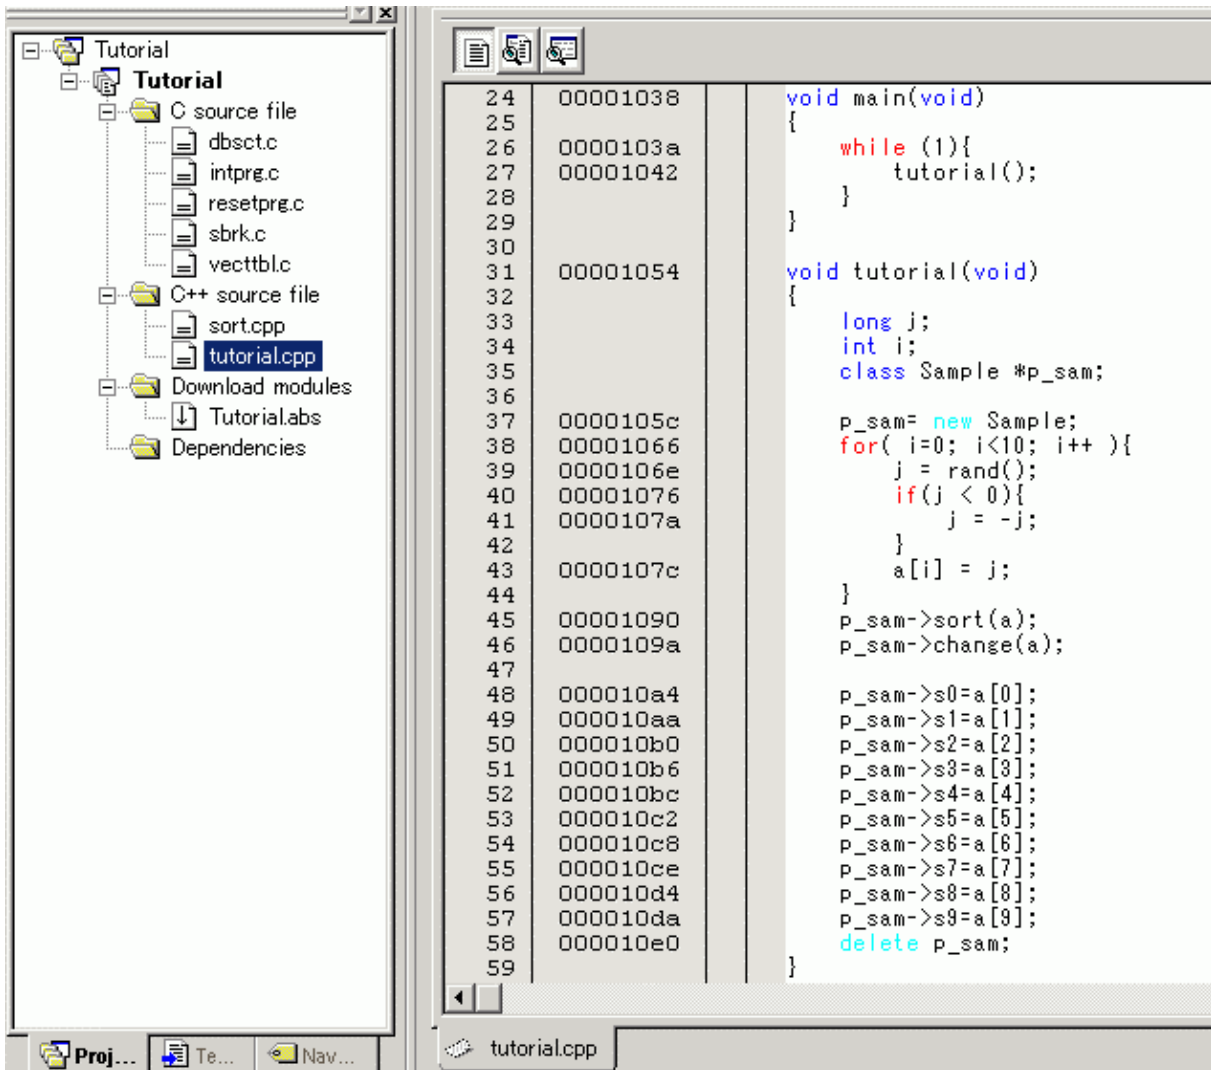 Tutorial
Tutorial
C source file
dbsct.c
intprg.c
resetprg.c
sbrk.c
vecttbl.c
C++ source file
sort.cpp
tutorial.cpp
Download modules
Tutorial.abs
Dependencies
Proj...
Te...
Nav...
24 00001038 void main(void)
25 {
26 0000103a while (1){
27 00001042 tutorial();
28 }
29 }
30
31 00001054 void tutorial(void)
32 {
33 long j;
34 int i;
35 class Sample *p_sam;
36
37 0000105c p_sam= new Sample;
38 00001066 for( i=0; i<10; i++ ){
39 0000106e j = rand();
40 00001076 if(j < 0){
41 0000107a j = -j;
42 }
43 0000107c a[i] = j;
44 }
45 00001090 p_sam->sort(a);
46 0000109a p_sam->change(a);
47
48 000010a4 p_sam->s0=a[0];
49 000010aa p_sam->s1=a[1];
50 000010b0 p_sam->s2=a[2];
51 000010b6 p_sam->s3=a[3];
52 000010bc p_sam->s4=a[4];
53 000010c2 p_sam->s5=a[5];
54 000010c8 p_sam->s6=a[6];
55 000010ce p_sam->s7=a[7];
56 000010d4 p_sam->s8=a[8];
57 000010da p_sam->s9=a[9];
58 000010e0 delete p_sam;
59 }
tutorial.cpp